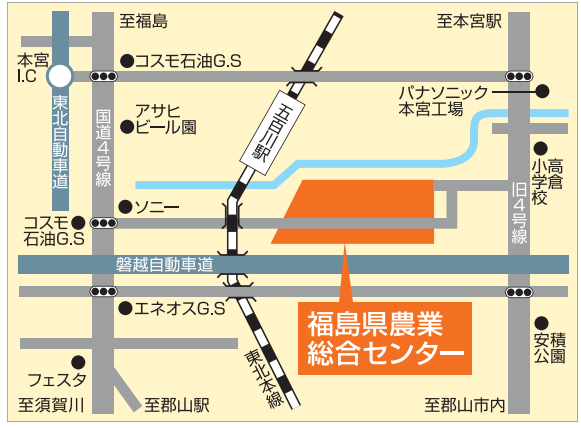 至福島
至本宮駅
本宮
I.C
コスモ石油G.S
パナソニック
本宮工場
東北自動車道
国道4号線
アサヒ
ビール園
五百川駅
高倉
小学校
ソニー
コスモ
石油G.S
旧4号線
磐越自動車道
エネオスG.S
福島県農業
総合センター
安積
公園
フェスタ
東北本線
至須賀川
至郡山駅
至郡山市内